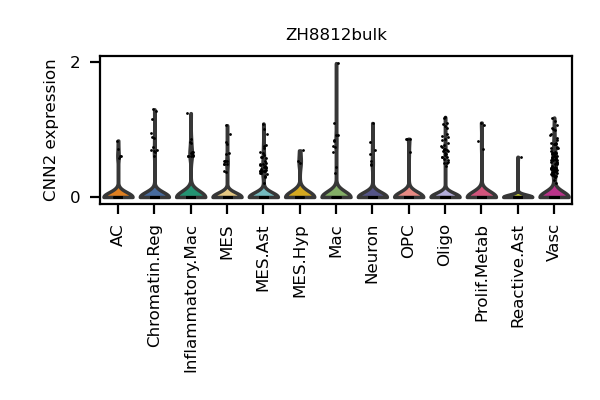 ZH8812bulk
CNN2 expression
2
0
AC
Chromatin.Reg
Inflammatory.Mac
MES
MES.Ast
MES.Hyp
Mac
Neuron
OPC
Oligo
Prolif.Metab
Reactive.Ast
Vasc